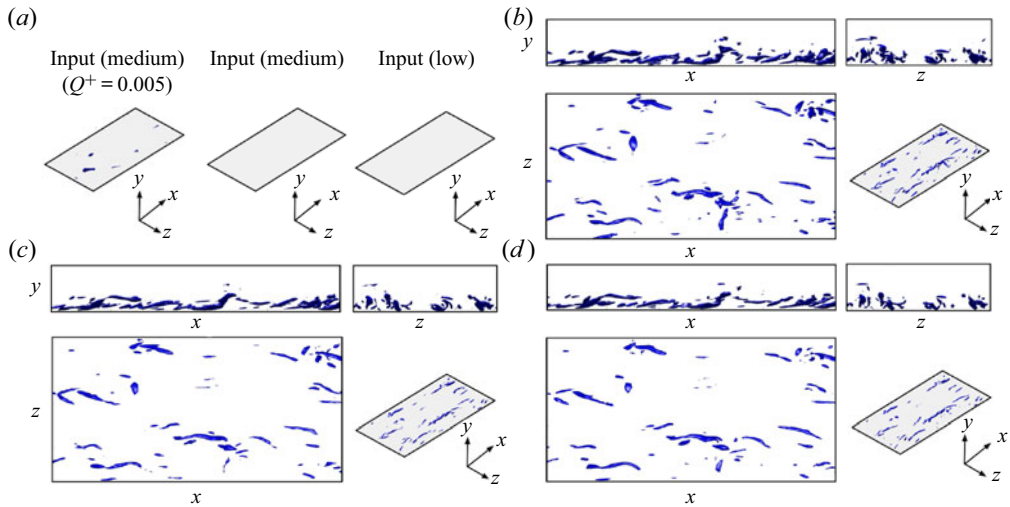 (a)
Input (medium)
(Q⁺ = 0.005)
Input (medium)
Input (low)
y
x
z
y
x
z
y
x
z
(b)
y
x
z
z
x
y
x
z
(c)
y
x
z
z
x
y
x
z
(d)
x
z
x
y
x
z